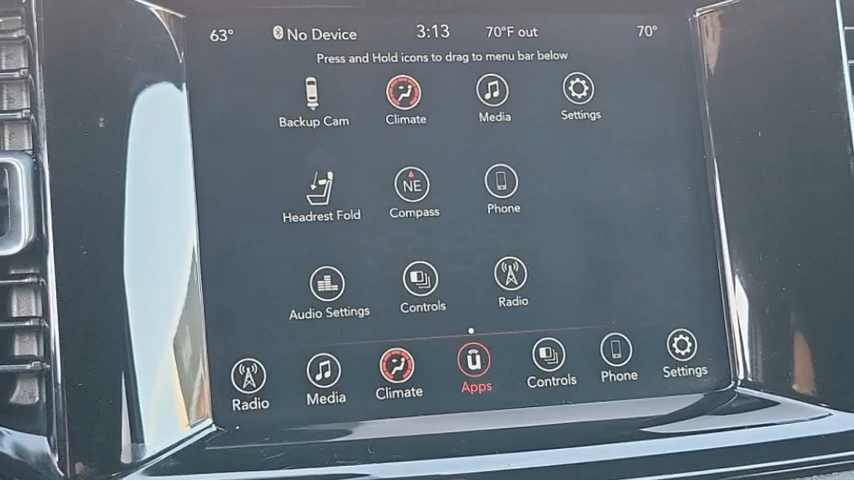 63° No Device 3:13 70°F out 70°
Press and Hold icons to drag to menu bar below
Backup Cam Climate Media Settings
NE
Headrest Fold Compass Phone
Audio Settings Controls Radio
Radio Media Climate Apps Controls Phone Settings